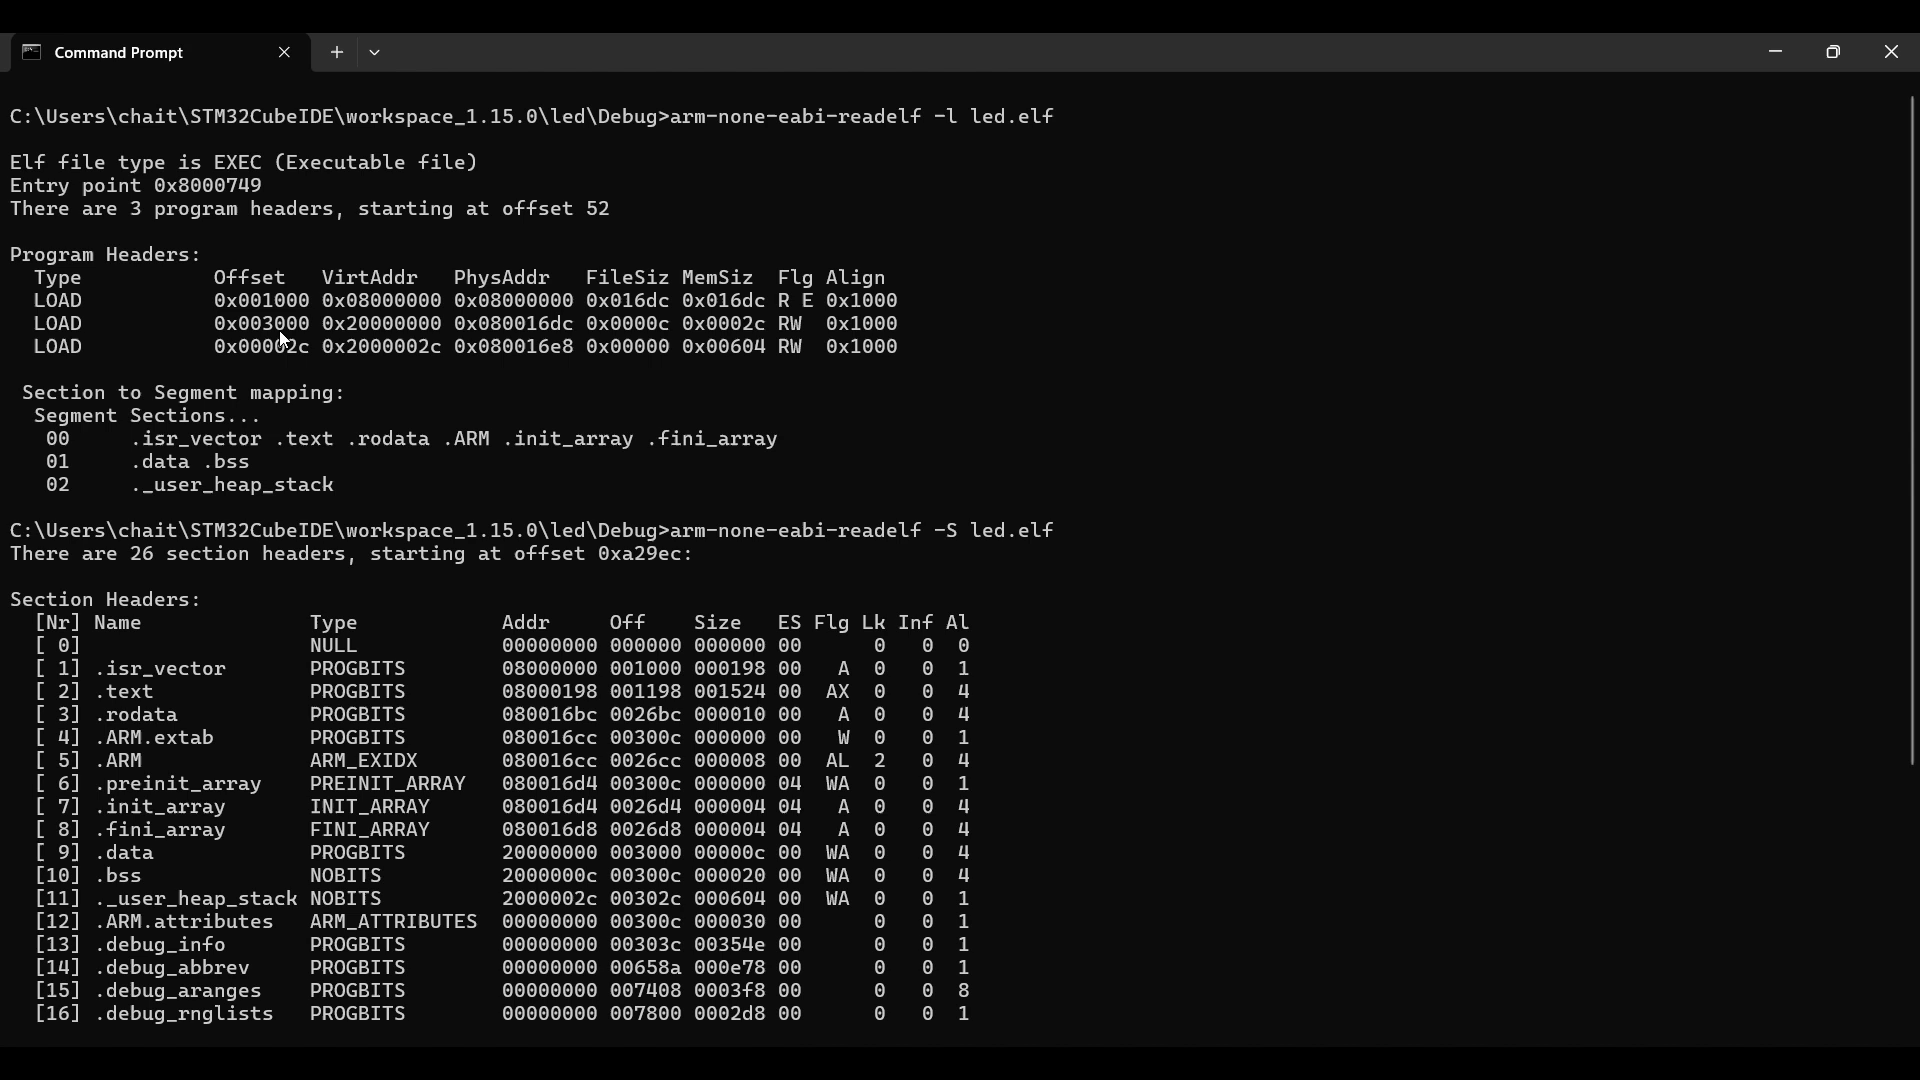 Command Prompt
C:\Users\chait\STM32CubeIDE\workspace_1.15.0\led\Debug>arm-none-eabi-readelf -l led.elf
Elf file type is EXEC (Executable file)
Entry point 0x8000749
There are 3 program headers, starting at offset 52
Program Headers:
Type Offset VirtAddr PhysAddr FileSiz MemSiz Flg Align
LOAD 0x001000 0x08000000 0x08000000 0x016dc 0x016dc R E 0x1000
LOAD 0x003000 0x20000000 0x080016dc 0x0000c 0x0002c RW 0x1000
LOAD 0x00002c 0x2000002c 0x080016e8 0x00000 0x00604 RW 0x1000
Section to Segment mapping:
Segment Sections...
00 .isr_vector .text .rodata .ARM .init_array .fini_array
01 .data .bss
02 ._user_heap_stack
C:\Users\chait\STM32CubeIDE\workspace_1.15.0\led\Debug>arm-none-eabi-readelf -S led.elf
There are 26 section headers, starting at offset 0xa29ec:
Section Headers:
[Nr] Name Type Addr Off Size ES Flg Lk Inf Al
[ 0] NULL 00000000 000000 000000 00 0 0 0
[ 1] .isr_vector PROGBITS 08000000 001000 000198 00 A 0 0 1
[ 2] .text PROGBITS 08000198 001198 001524 00 AX 0 0 4
[ 3] .rodata PROGBITS 080016bc 0026bc 000010 00 A 0 0 4
[ 4] .ARM.extab PROGBITS 080016cc 00300c 000000 00 W 0 0 1
[ 5] .ARM ARM_EXIDX 080016cc 0026cc 000008 00 AL 2 0 4
[ 6] .preinit_array PREINIT_ARRAY 080016d4 00300c 000000 04 WA 0 0 1
[ 7] .init_array INIT_ARRAY 080016d4 0026d4 000004 04 A 0 0 4
[ 8] .fini_array FINI_ARRAY 080016d8 0026d8 000004 04 A 0 0 4
[ 9] .data PROGBITS 20000000 003000 00000c 00 WA 0 0 4
[10] .bss NOBITS 2000000c 00300c 000020 00 WA 0 0 4
[11] ._user_heap_stack NOBITS 2000002c 00302c 000604 00 WA 0 0 1
[12] .ARM.attributes ARM_ATTRIBUTES 00000000 00300c 000030 00 0 0 1
[13] .debug_info PROGBITS 00000000 00303c 00354e 00 0 0 1
[14] .debug_abbrev PROGBITS 00000000 00658a 000e78 00 0 0 1
[15] .debug_aranges PROGBITS 00000000 007408 0003f8 00 0 0 8
[16] .debug_rnglists PROGBITS 00000000 007800 0002d8 00 0 0 1